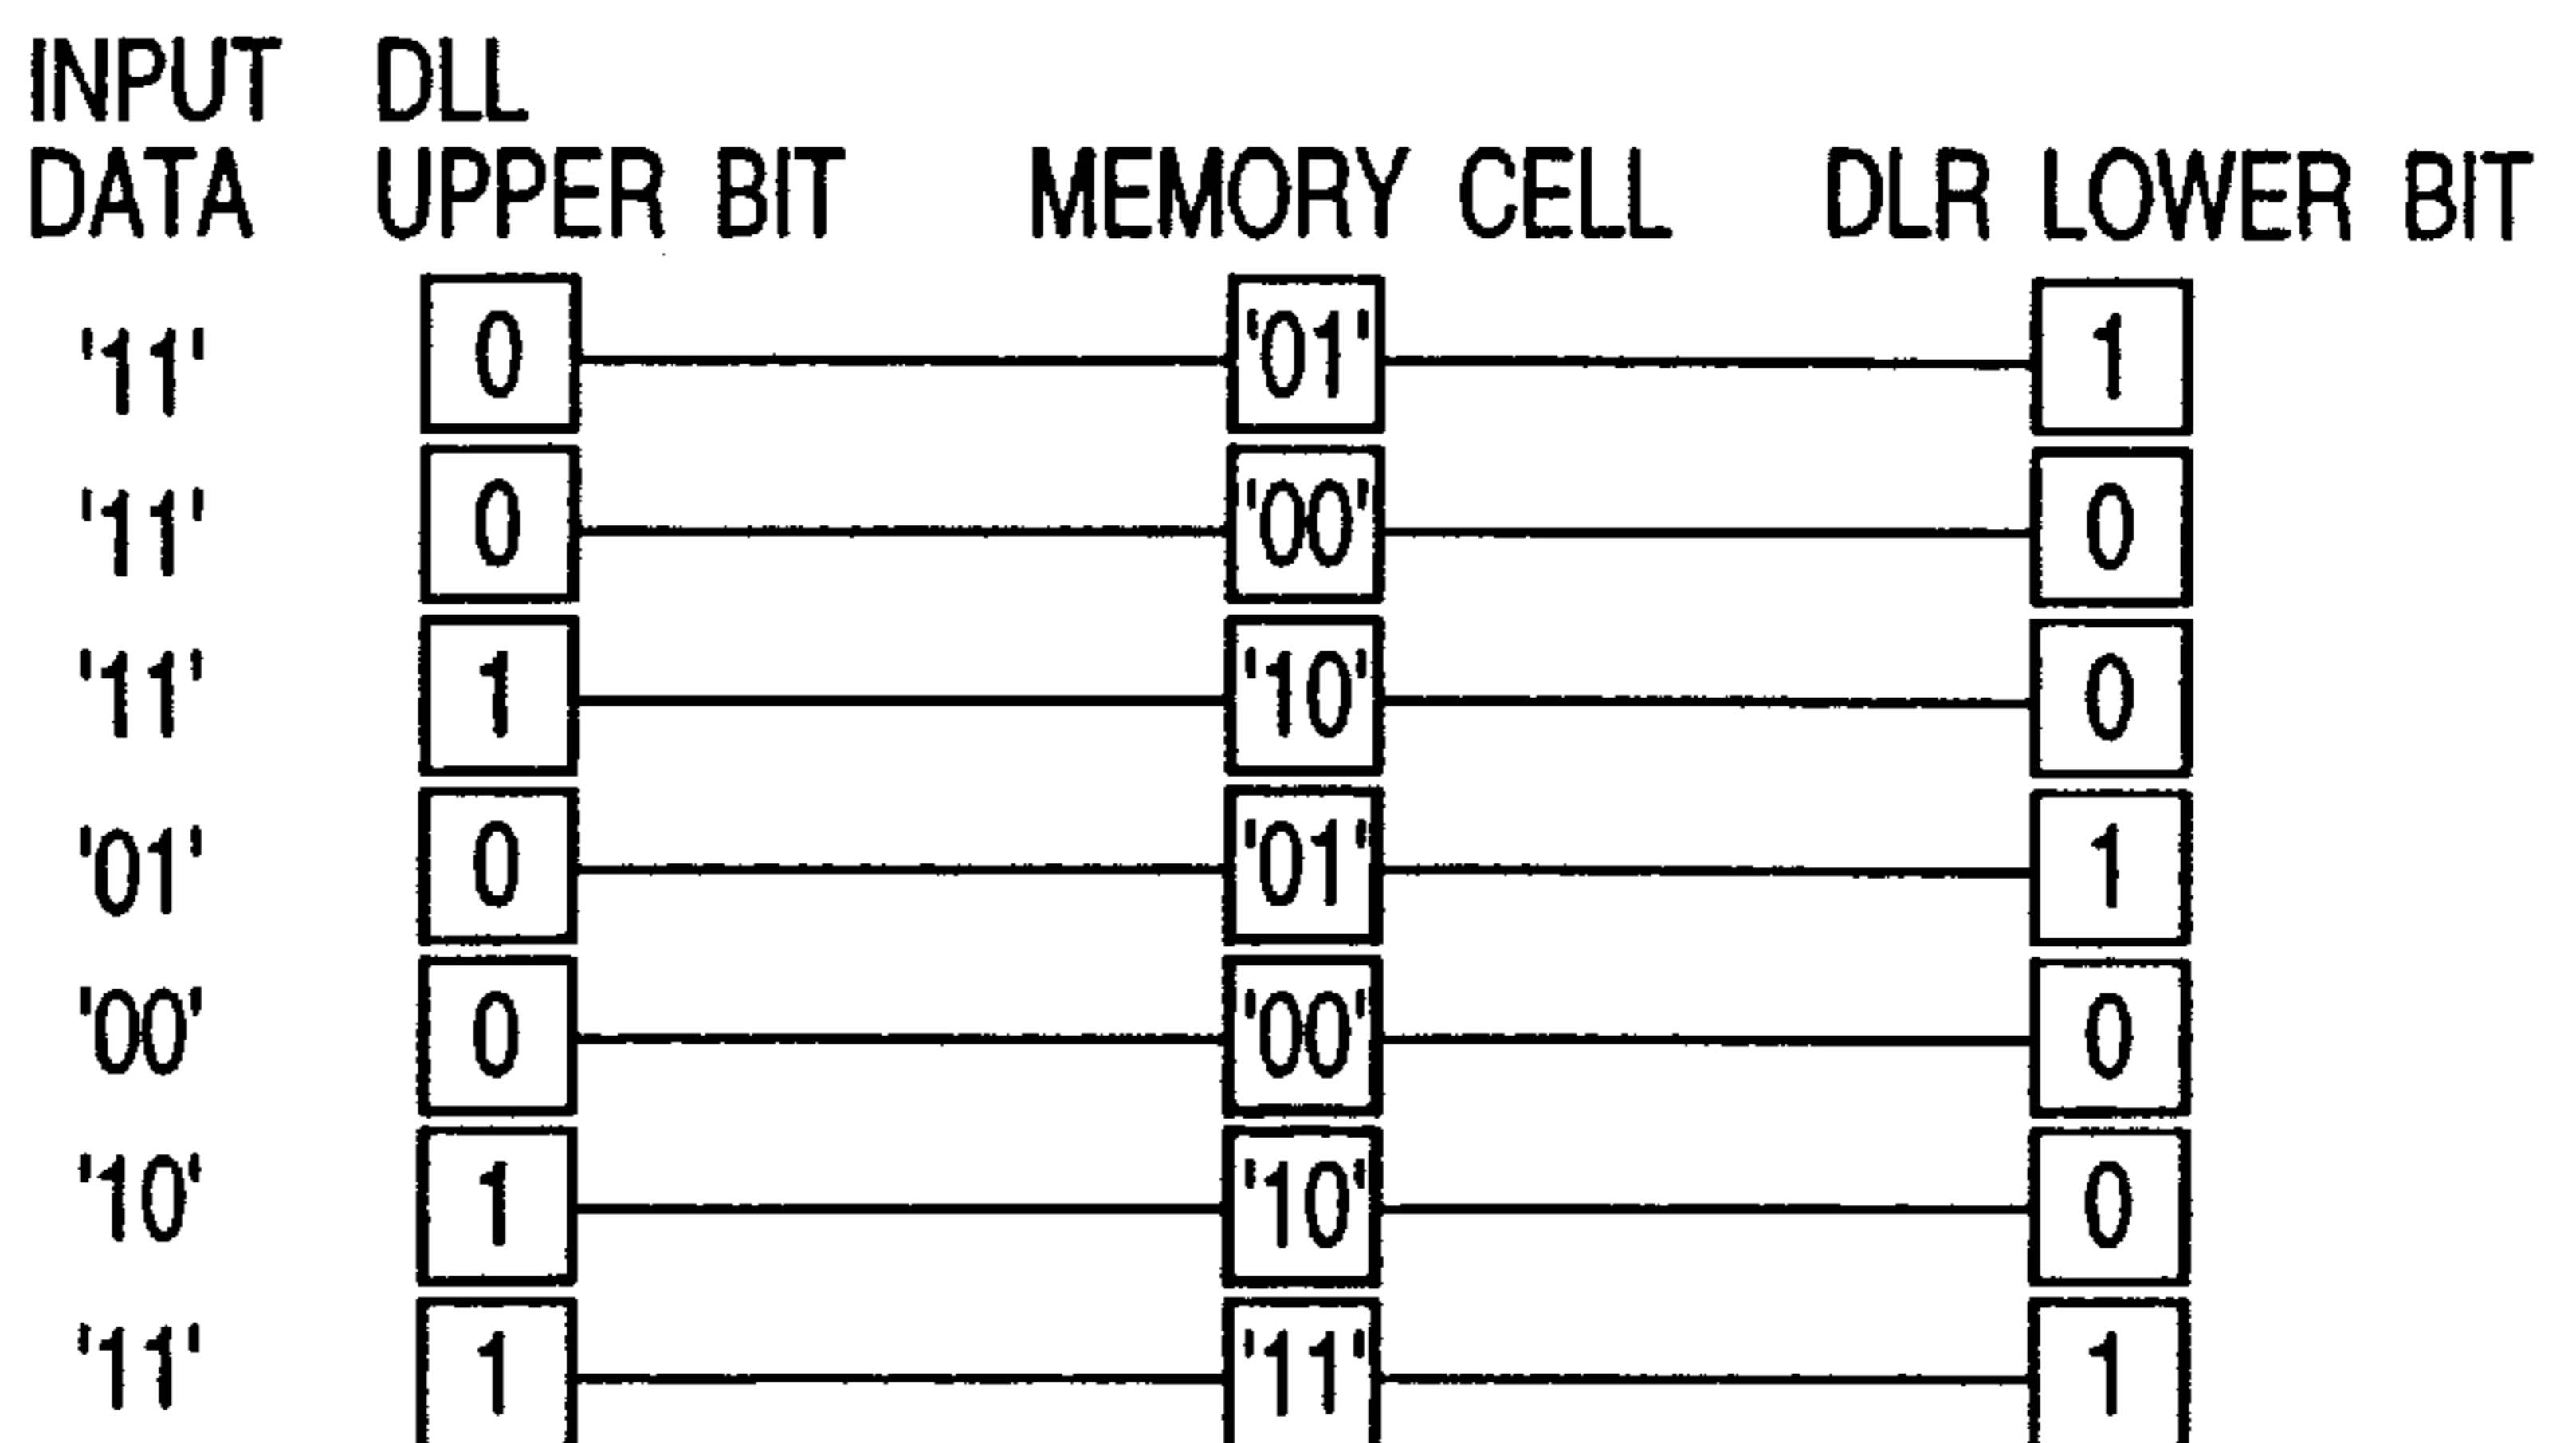 INPUT DLL
DATA UPPER BIT MEMORY CELL DLR LOWER BIT
'11' 0 '01' 1
'11' 0 '00' 0
'11' 1 '10' 0
'01' 0 '01' 1
'00' 0 '00' 0
'10' 1 '10' 0
'11' 1 '11' 1